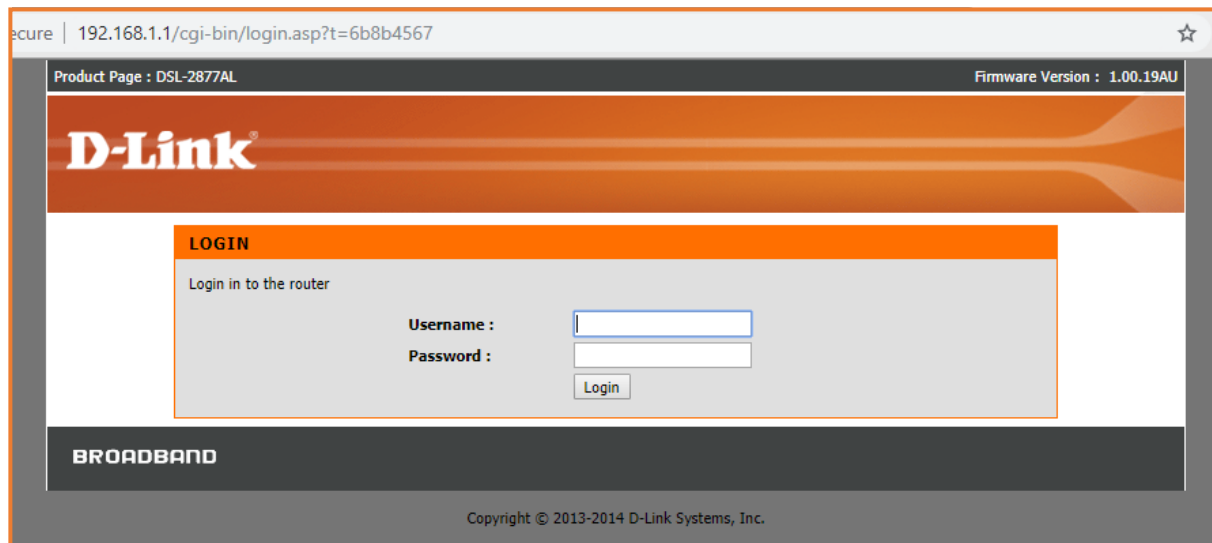 ecure | 192.168.1.1/cgi-bin/login.asp?t=6b8b4567
Product Page : DSL-2877AL Firmware Version : 1.00.19AU
D-Link®
LOGIN
Login in to the router
Username :
Password :
Login
BROADBAND
Copyright © 2013-2014 D-Link Systems, Inc.